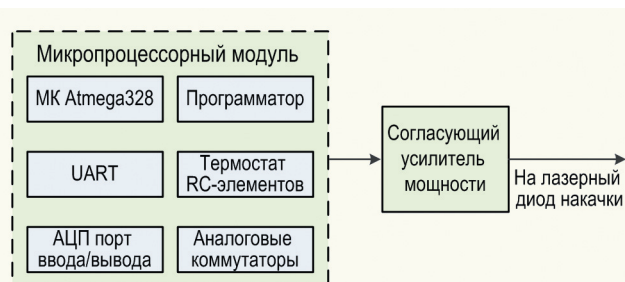 Микропроцессорный модуль
МК Atmega328
Программатор
UART
Термостат
RC-элементов
АЦП порт
ввода/вывода
Аналоговые
коммутаторы
Согласующий
усилитель
мощности
На лазерный
диод накачки